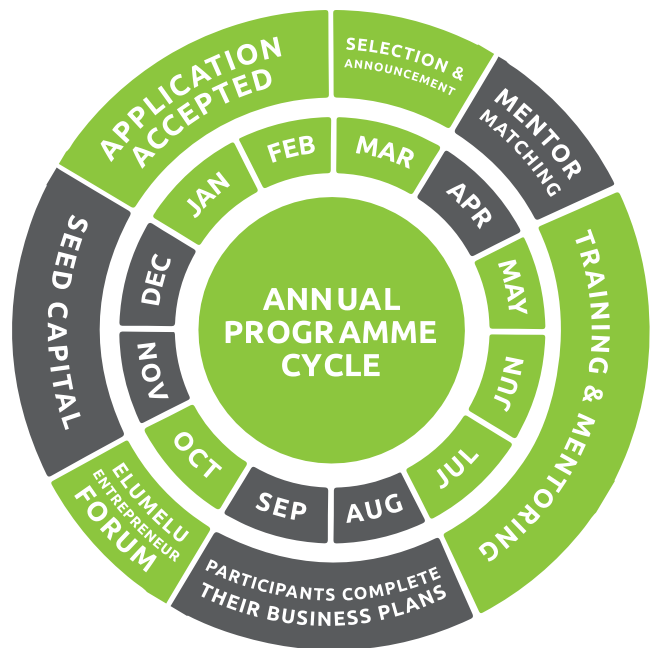 ANNUAL
PROGRAMME
CYCLE
APPLICATION
ACCEPTED
SELECTION &
ANNOUNCEMENT
MENTOR
MATCHING
TRAINING & MENTORING
PARTICIPANTS COMPLETE
THEIR BUSINESS PLANS
ELUMELU
ENTREPRENEUR
FORUM
SEED CAPITAL
JAN
FEB
MAR
APR
MAY
JUN
JUL
AUG
SEP
OCT
NOV
DEC